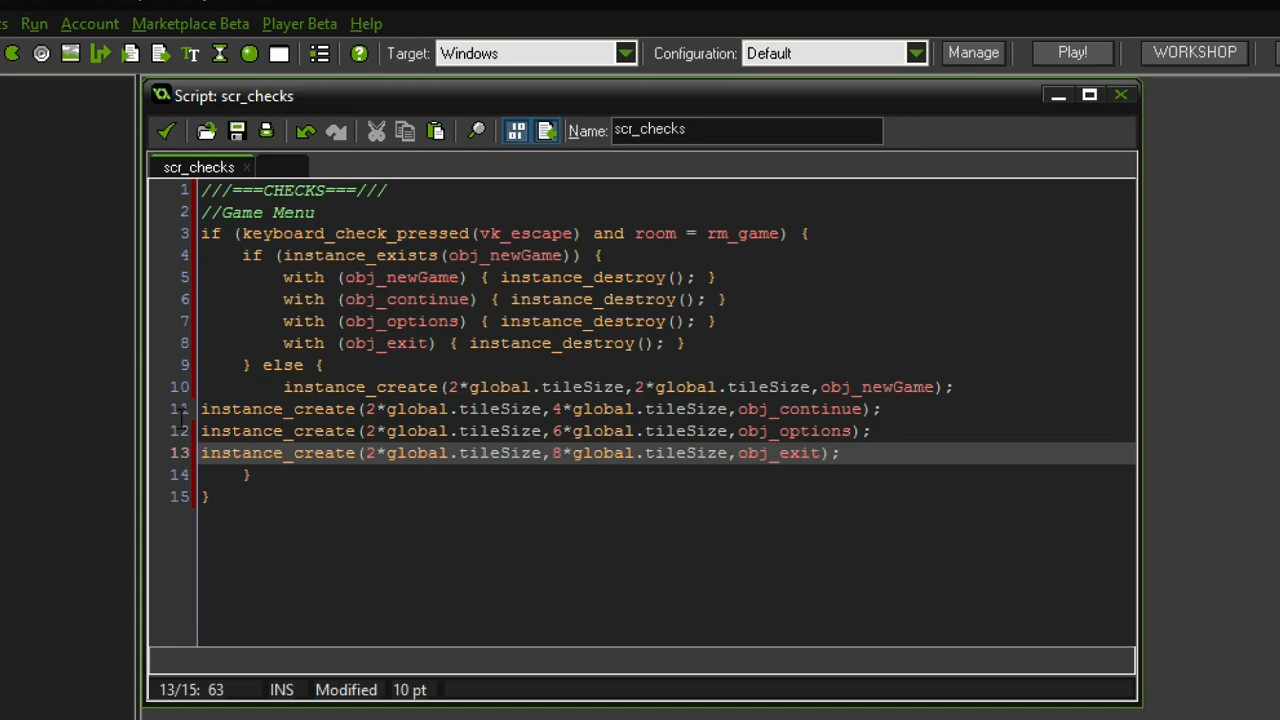 s Run Account Marketplace Beta Player Beta Help
Target: Windows Configuration: Default Manage Play! WORKSHOP
Script: scr_checks
Name: scr_checks
scr_checks
1 ///===CHECKS===///
2 //Game Menu
3 if (keyboard_check_pressed(vk_escape) and room = rm_game) {
4 if (instance_exists(obj_newGame)) {
5 with (obj_newGame) { instance_destroy(); }
6 with (obj_continue) { instance_destroy(); }
7 with (obj_options) { instance_destroy(); }
8 with (obj_exit) { instance_destroy(); }
9 } else {
10 instance_create(2*global.tileSize,2*global.tileSize,obj_newGame);
11 instance_create(2*global.tileSize,4*global.tileSize,obj_continue);
12 instance_create(2*global.tileSize,6*global.tileSize,obj_options);
13 instance_create(2*global.tileSize,8*global.tileSize,obj_exit);
14 }
15 }
13/15: 63 INS Modified 10 pt